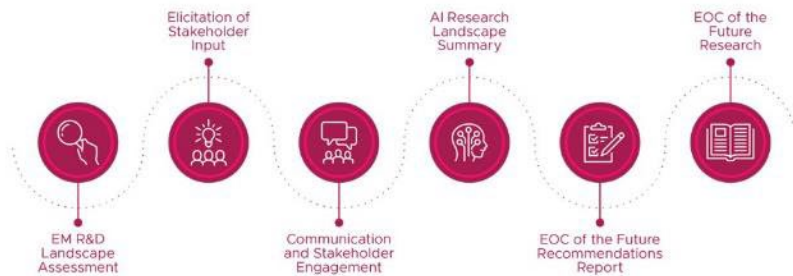 Elicitation of
Stakeholder
Input
AI Research
Landscape
Summary
EOC of the
Future
Research
EM R&D
Landscape
Assessment
Communication
and Stakeholder
Engagement
EOC of the Future
Recommendations
Report